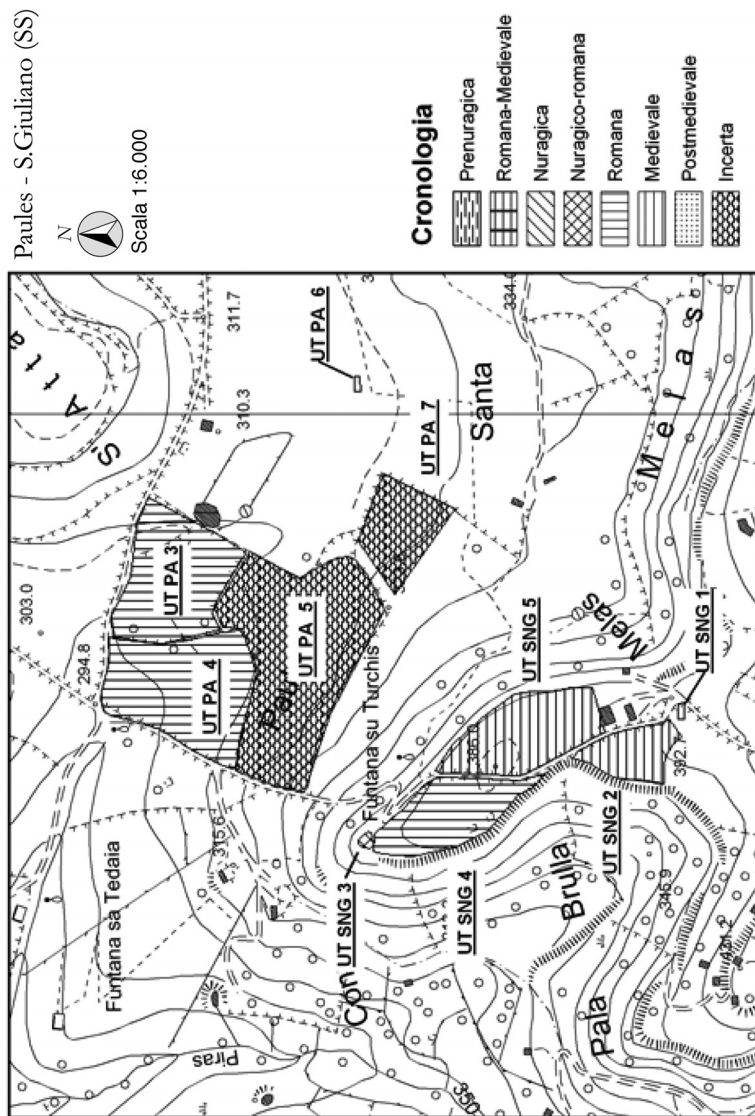 Paules - S.Giuliano (SS)
N
Scala 1:6.000
Cronologia
Prenuragica
Romana-Medievale
Nuragica
Nuragico-romana
Romana
Medievale
Postmedievale
Incerta
S. Atta
303.0
294.8
311.7
310.3
UT PA 3
UT PA 4
UT PA 5
UT PA 6
UT PA 7
Funtana sa Tedaia
315.6
Piras
Funtana su Turchis
Santa
334.0
Melas
Melas
UT SNG 5
UT SNG 3
UT SNG 4
UT SNG 2
UT SNG 1
Con
Brulla
Pala
350